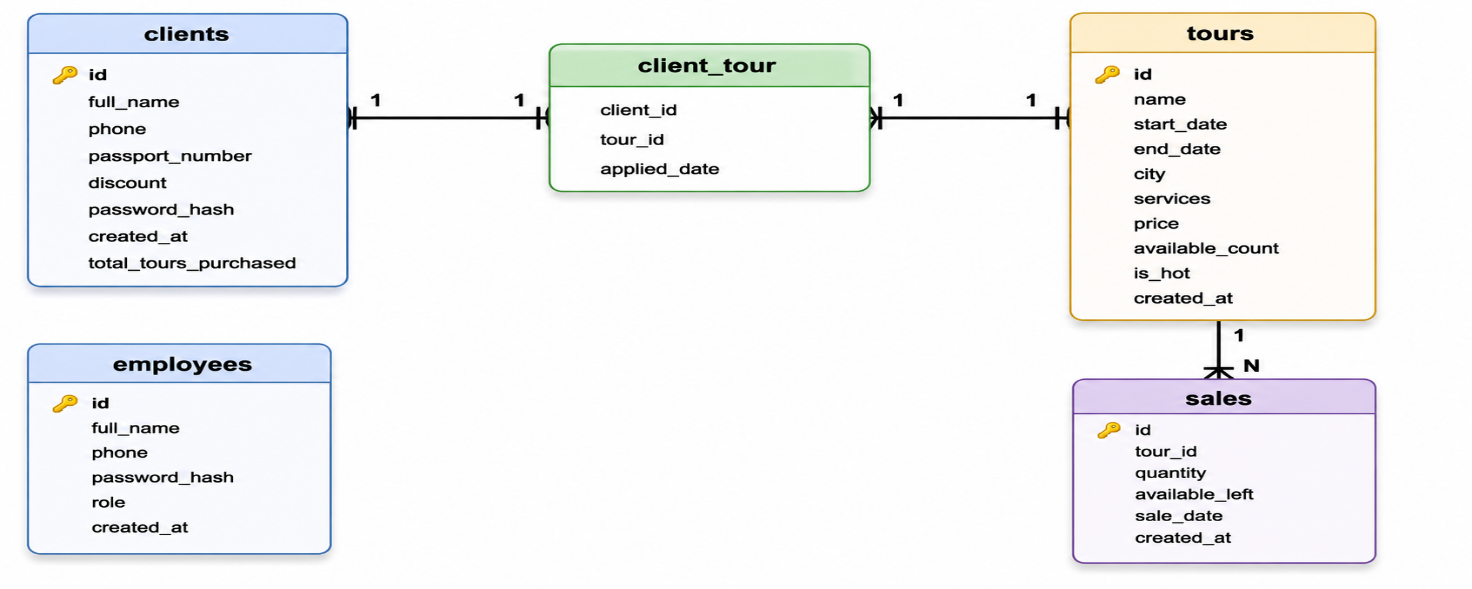 clients
id
full_name
phone
passport_number
discount
password_hash
created_at
total_tours_purchased
1
1
client_tour
client_id
tour_id
applied_date
1
1
tours
id
name
start_date
end_date
city
services
price
available_count
is_hot
created_at
1
N
employees
id
full_name
phone
password_hash
role
created_at
sales
id
tour_id
quantity
available_left
sale_date
created_at